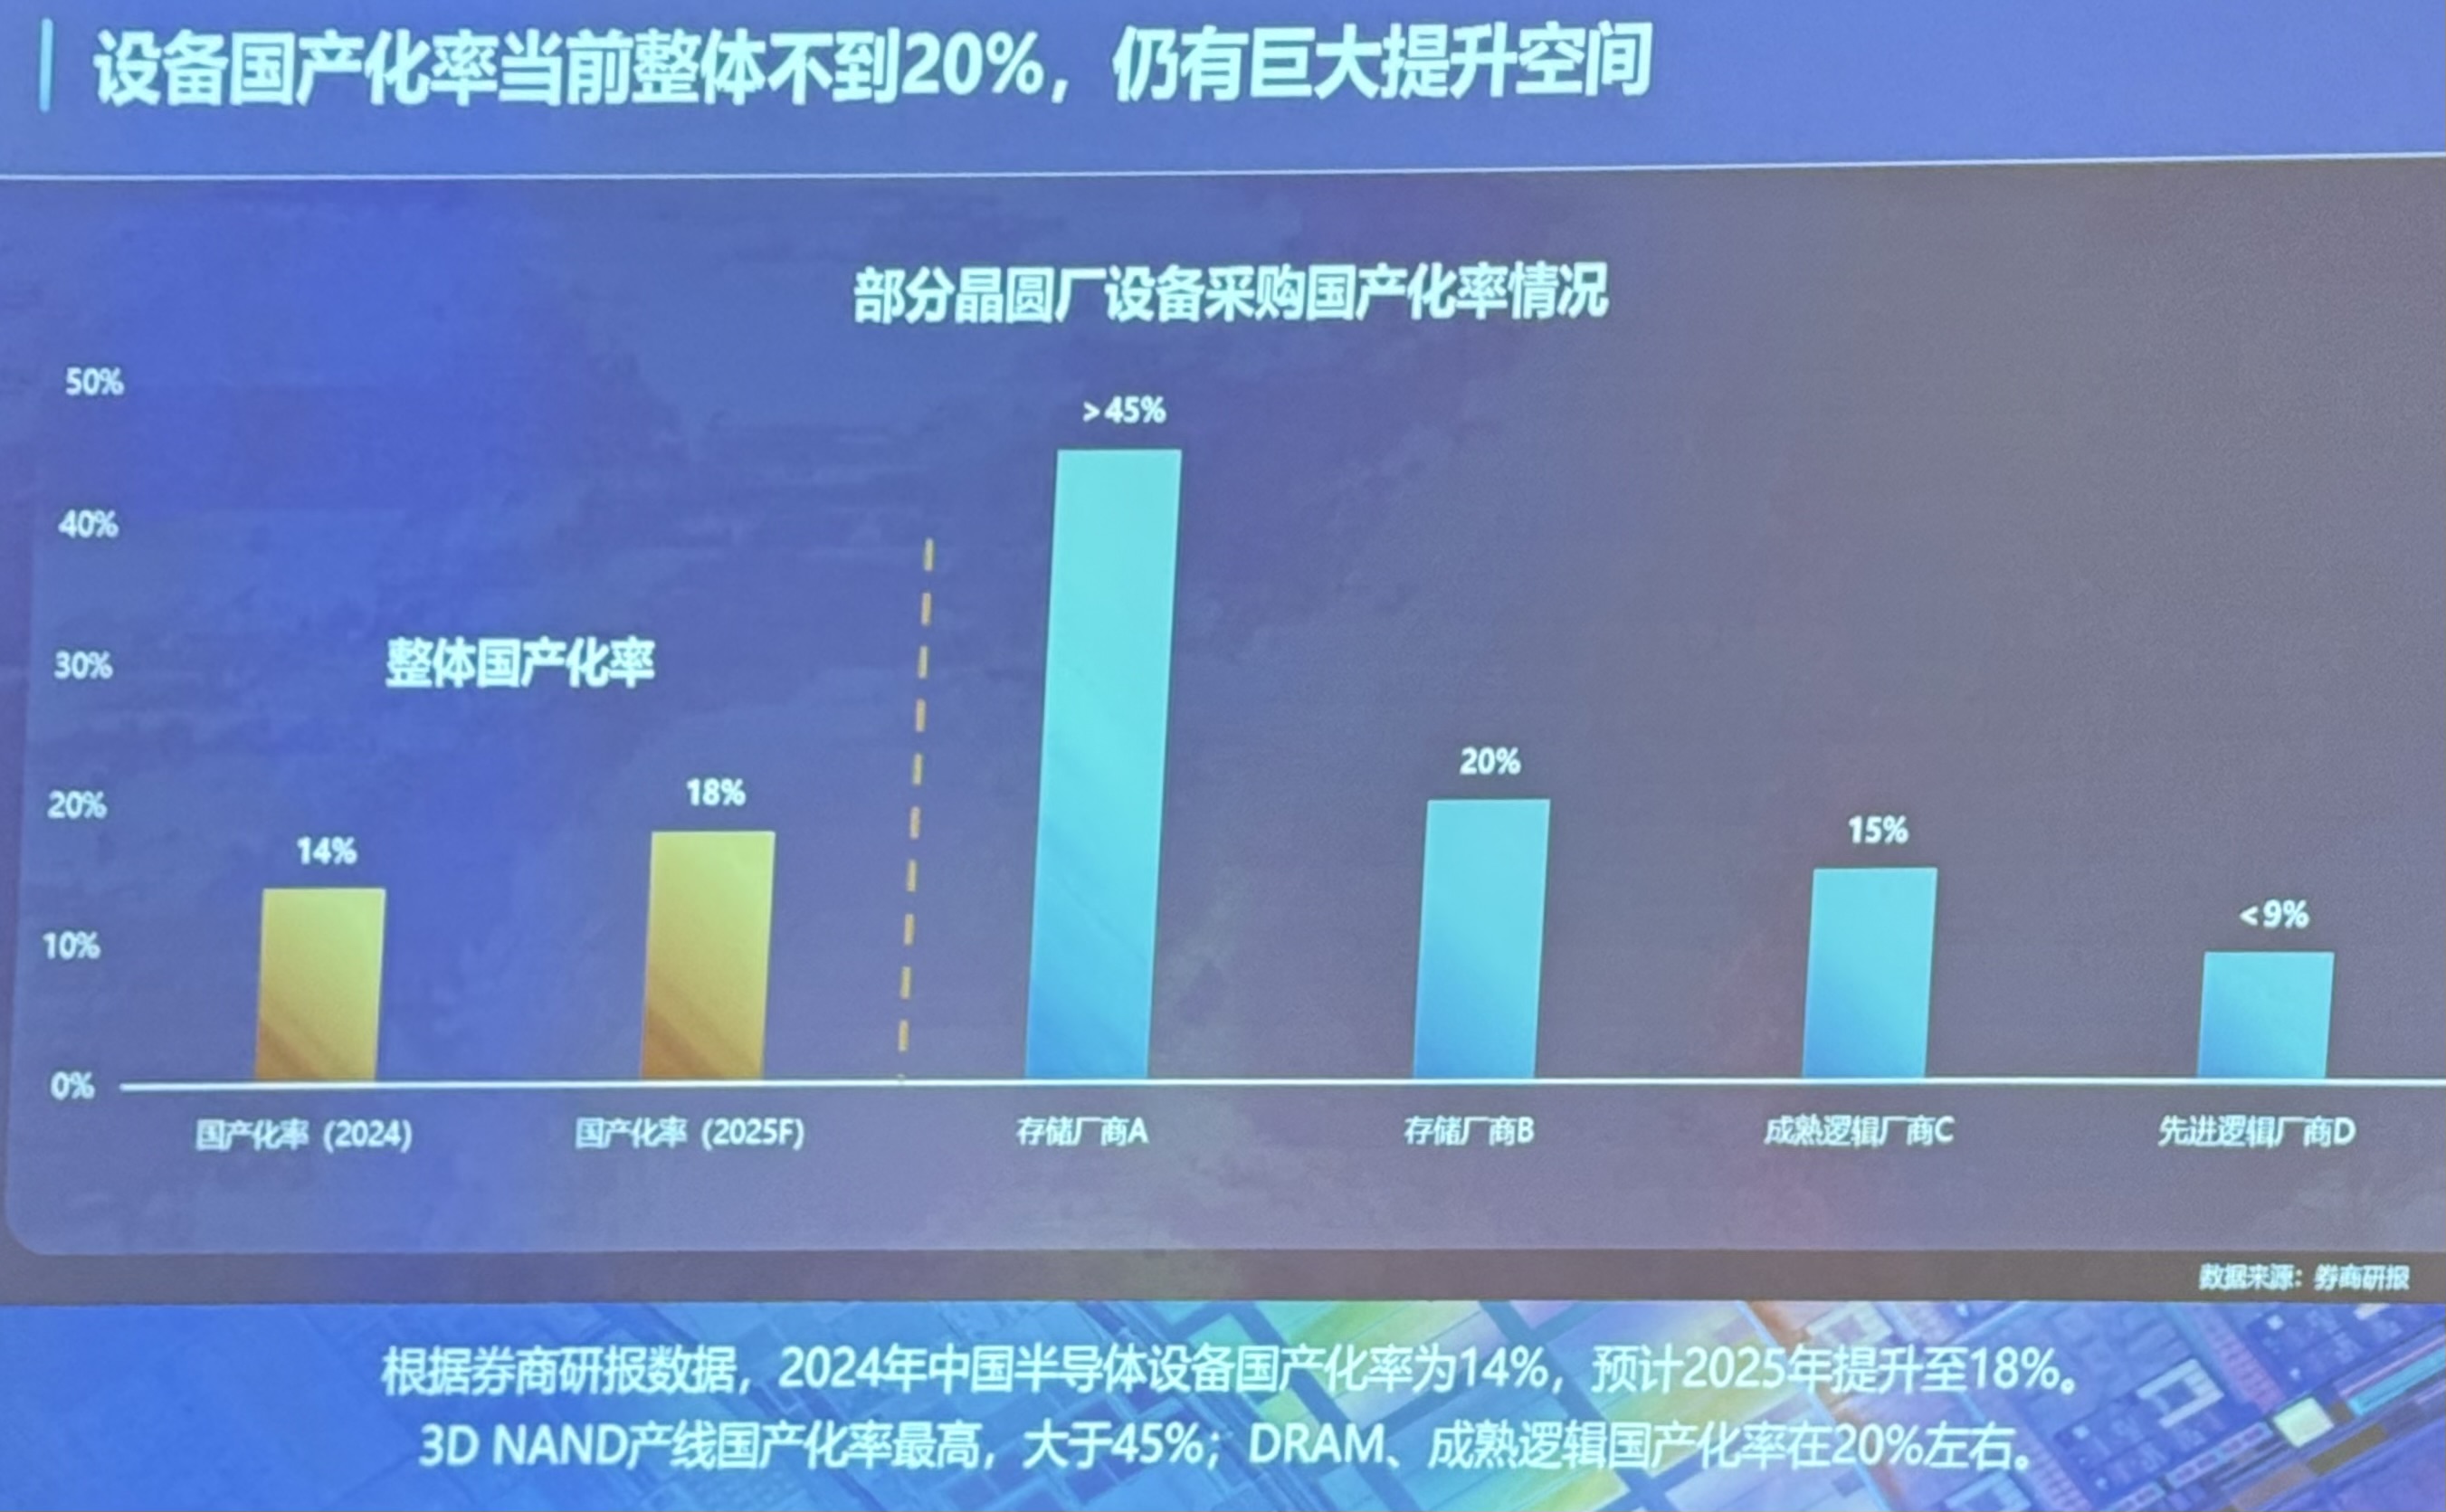 设备国产化率当前整体不到20%，仍有巨大提升空间
部分晶圆厂设备采购国产化率情况
50%
40%
30%
20%
10%
0%
整体国产化率
14%
18%
>45%
20%
15%
<9%
国产化率（2024）
国产化率（2025F）
存储厂商A
存储厂商B
成熟逻辑厂商C
先进逻辑厂商D
数据来源：券商研报
根据券商研报数据，2024年中国半导体设备国产化率为14%，预计2025年提升至18%。
3D NAND产线国产化率最高，大于45%；DRAM、成熟逻辑国产化率在20%左右。